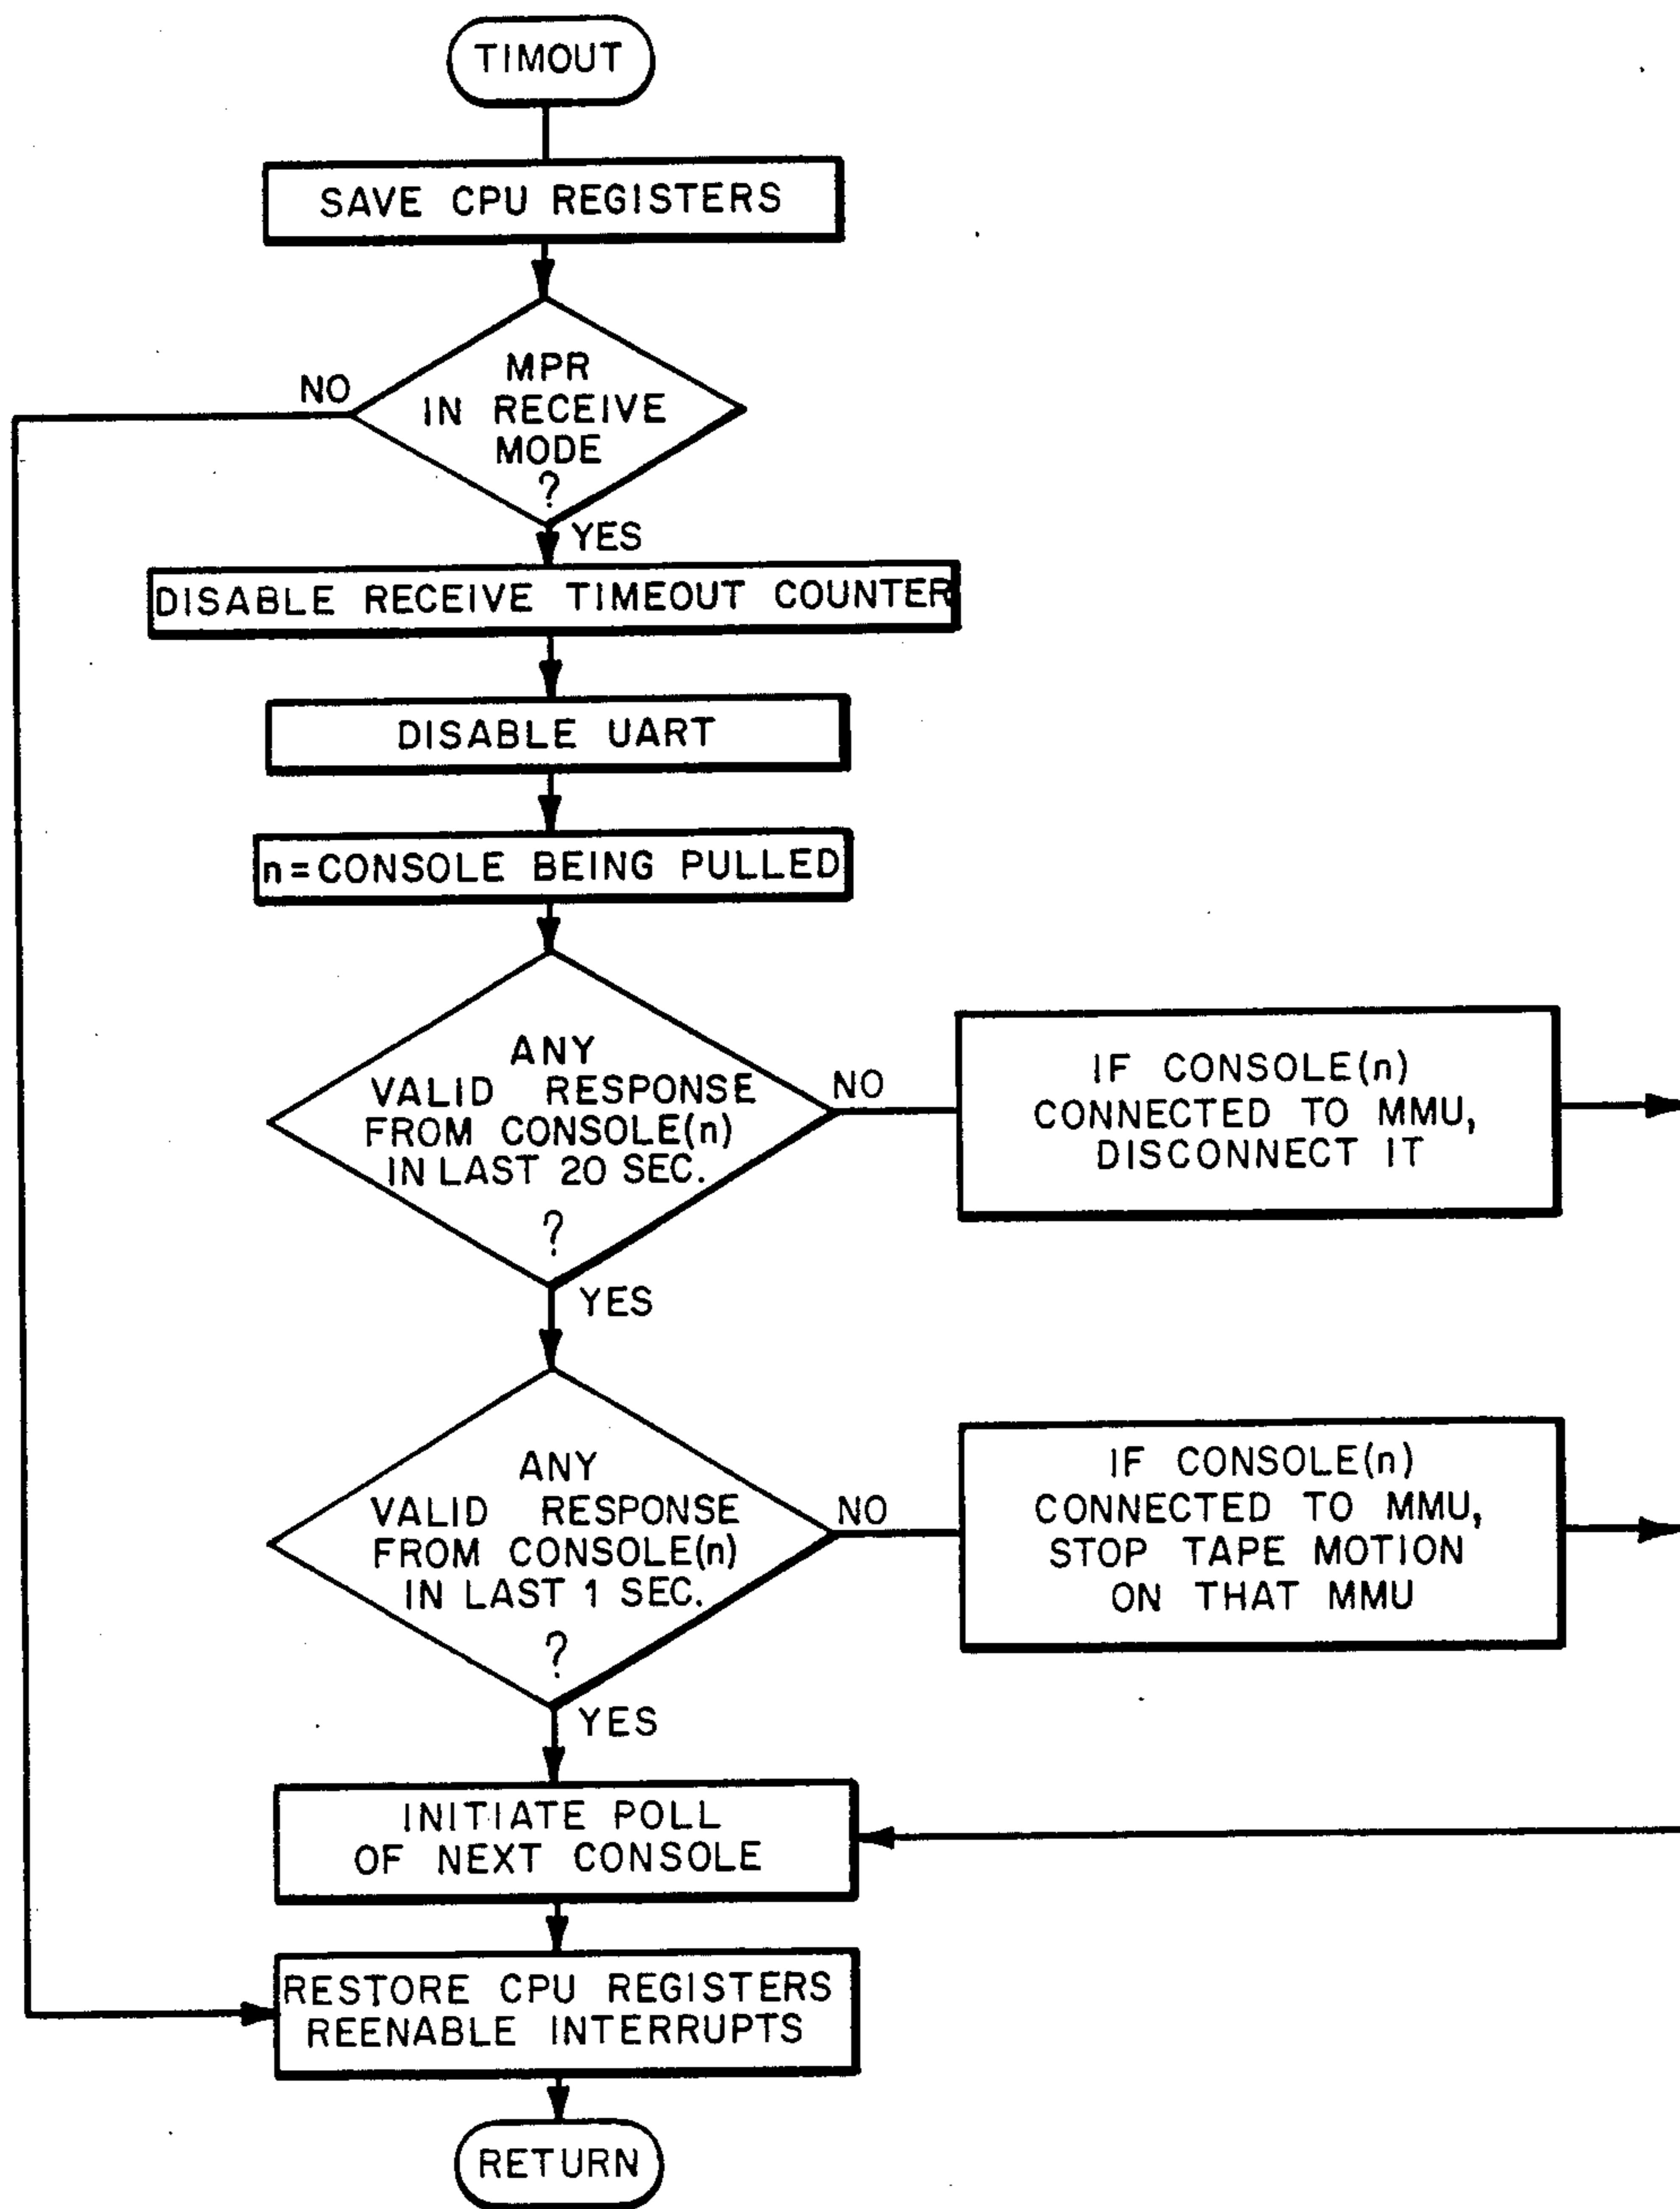 TIMOUT
SAVE CPU REGISTERS
MPR
IN RECEIVE
MODE
?
NO
YES
DISABLE RECEIVE TIMEOUT COUNTER
DISABLE UART
n=CONSOLE BEING PULLED
ANY
VALID RESPONSE
FROM CONSOLE(n)
IN LAST 20 SEC.
?
NO
IF CONSOLE(n)
CONNECTED TO MMU,
DISCONNECT IT
YES
ANY
VALID RESPONSE
FROM CONSOLE(n)
IN LAST 1 SEC.
?
NO
IF CONSOLE(n)
CONNECTED TO MMU,
STOP TAPE MOTION
ON THAT MMU
YES
INITIATE POLL
OF NEXT CONSOLE
RESTORE CPU REGISTERS
REENABLE INTERRUPTS
RETURN